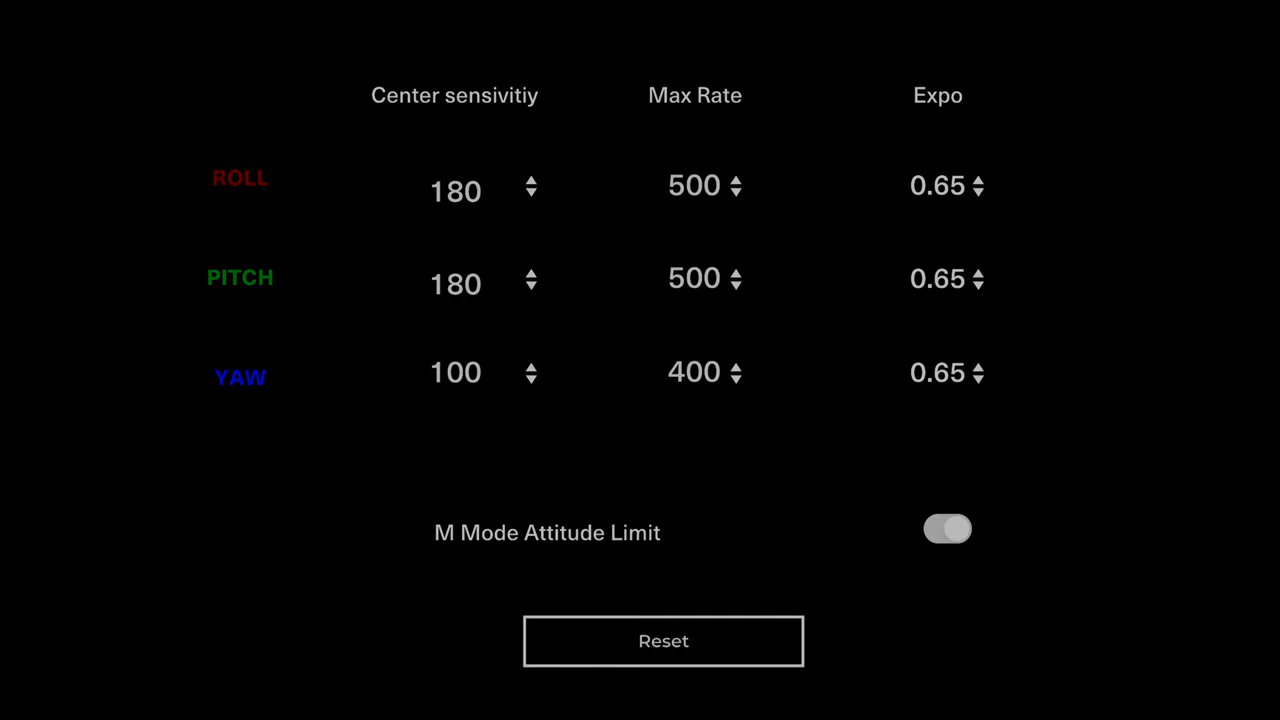 Center sensivitiy Max Rate Expo
ROLL 180 500 0.65
PITCH 180 500 0.65
YAW 100 400 0.65
M Mode Attitude Limit
Reset